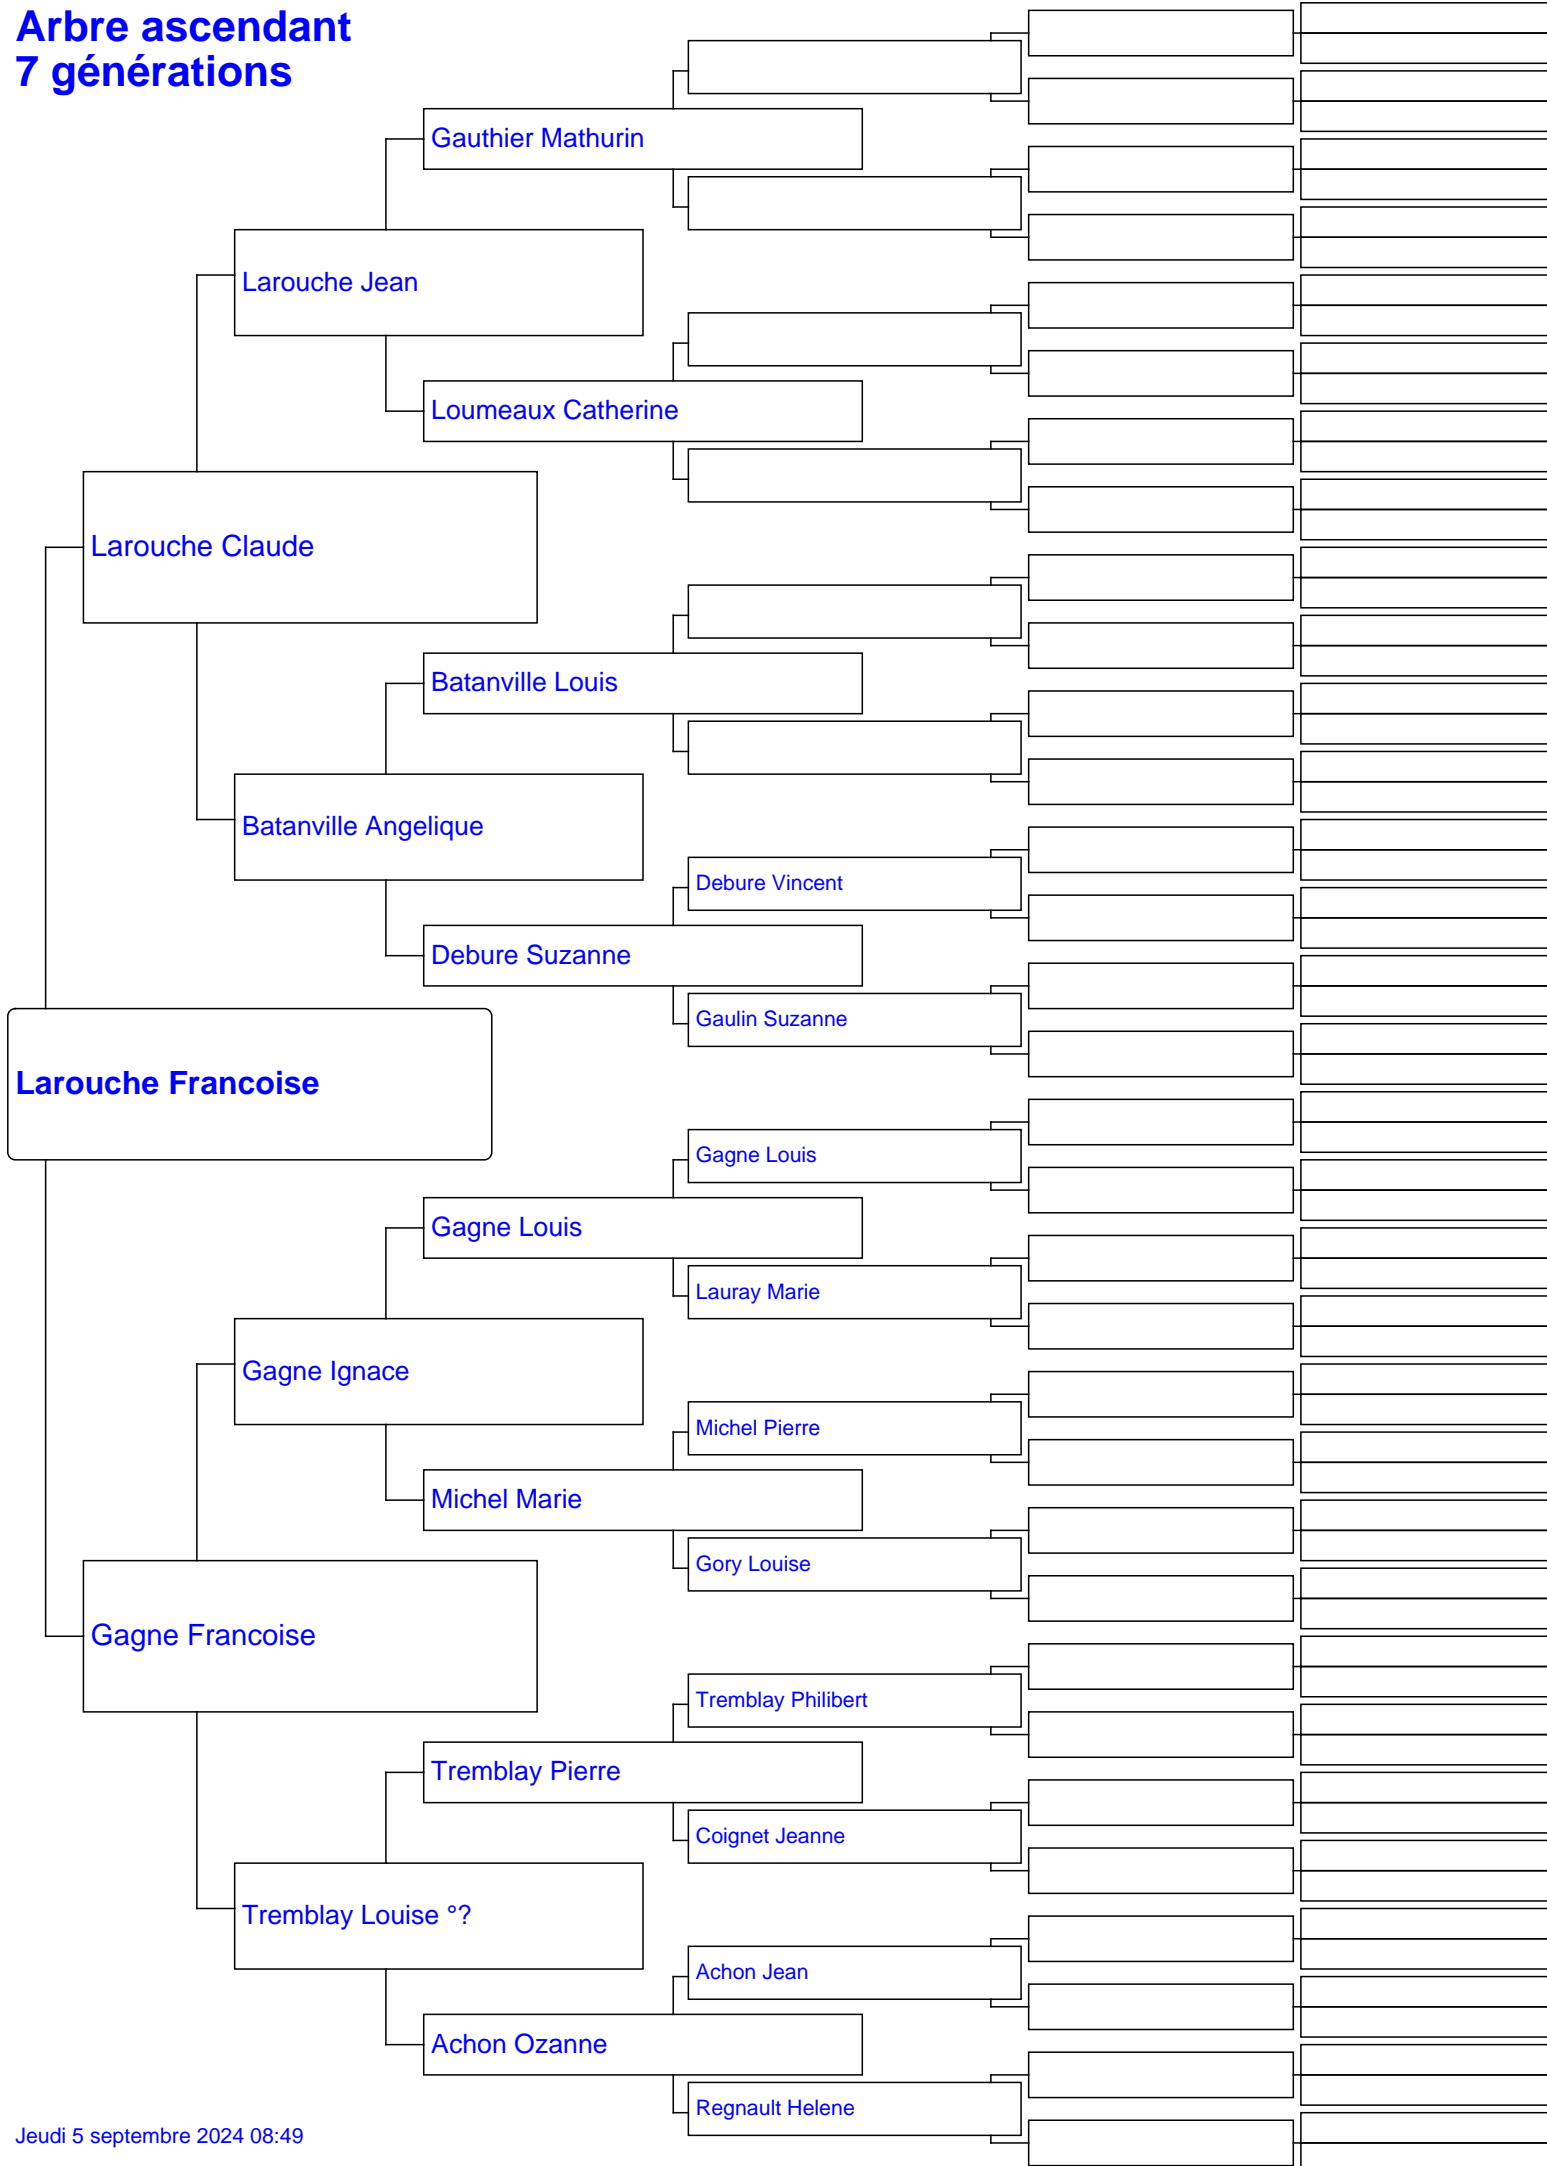 Arbre ascendant
7 générations
Gauthier Mathurin
Larouche Jean
Loumeaux Catherine
Larouche Claude
Batanville Louis
Batanville Angelique
Debure Vincent
Debure Suzanne
Gaulin Suzanne
Larouche Francoise
Gagne Louis
Gagne Louis
Lauray Marie
Gagne Ignace
Michel Pierre
Michel Marie
Gory Louise
Gagne Francoise
Tremblay Philibert
Tremblay Pierre
Coignet Jeanne
Tremblay Louise °?
Achon Jean
Achon Ozanne
Regnault Helene
Jeudi 5 septembre 2024 08:49